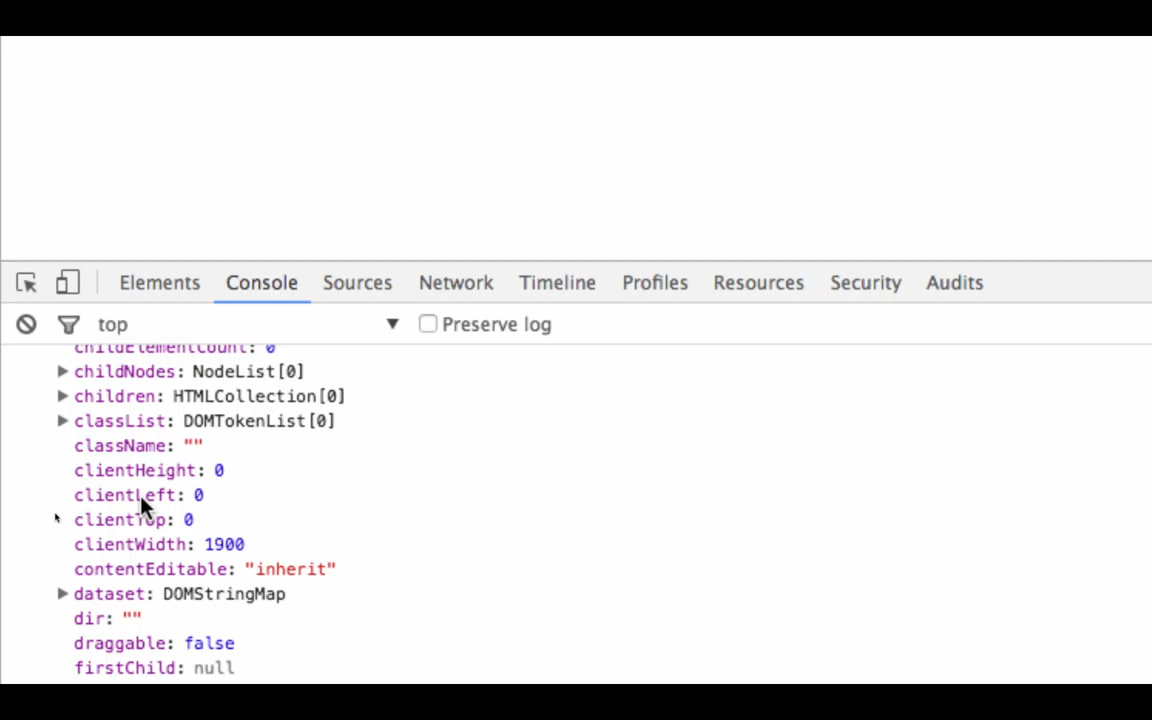 Elements Console Sources Network Timeline Profiles Resources Security Audits
top Preserve log
childElementCount: 0
childNodes: NodeList[0]
children: HTMLCollection[0]
classList: DOMTokenList[0]
className: ""
clientHeight: 0
clientLeft: 0
clientTop: 0
clientWidth: 1900
contentEditable: "inherit"
dataset: DOMStringMap
dir: ""
draggable: false
firstChild: null